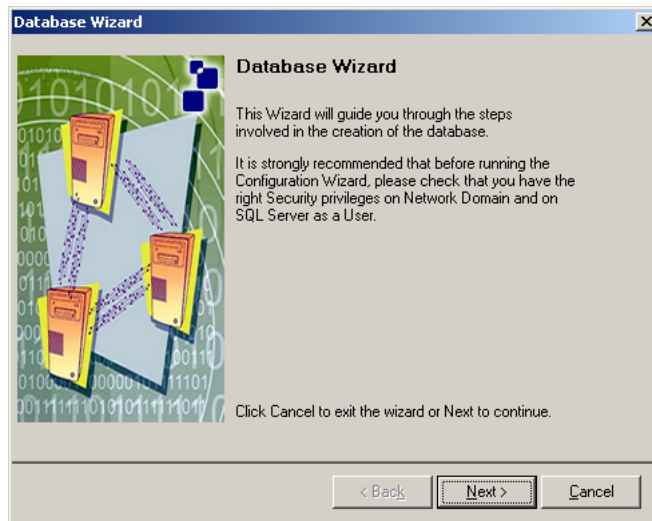 Database Wizard
Database Wizard
This Wizard will guide you through the steps
involved in the creation of the database.
It is strongly recommended that before running the
Configuration Wizard, please check that you have the
right Security privileges on Network Domain and on
SQL Server as a User.
Click Cancel to exit the wizard or Next to continue.
< Back
Next >
Cancel